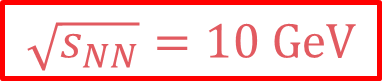 √s_NN = 10 GeV